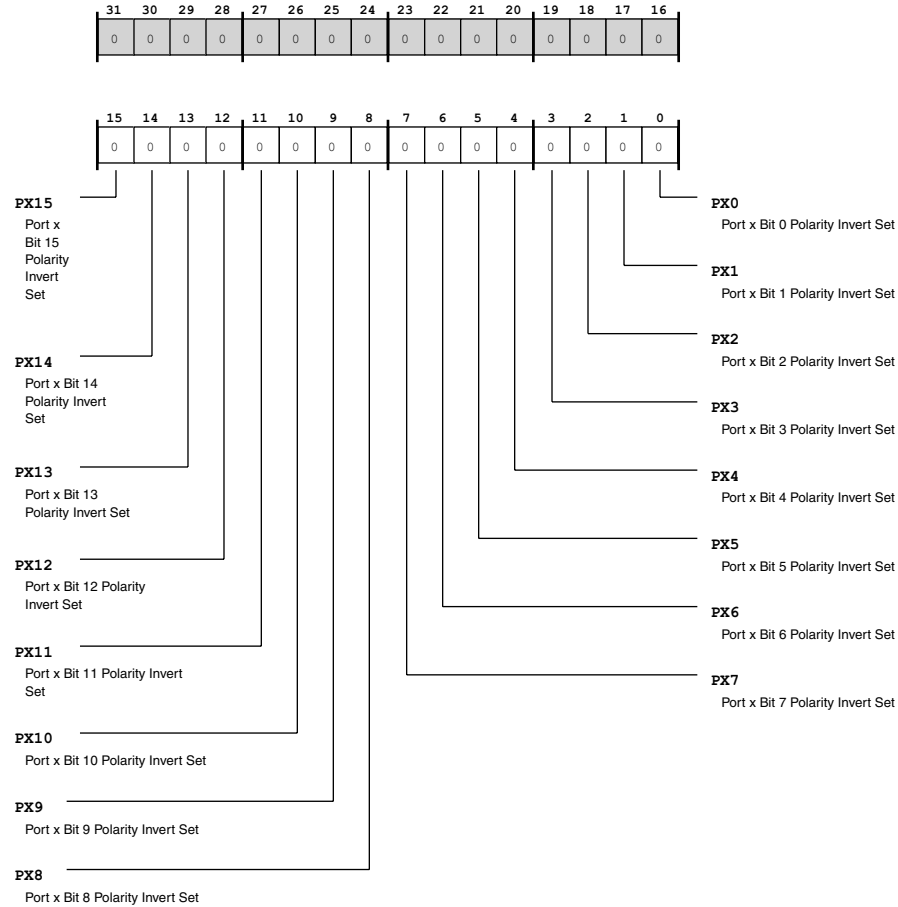 31 30 29 28 27 26 25 24 23 22 21 20 19 18 17 16
0 0 0 0 0 0 0 0 0 0 0 0 0 0 0 0
15 14 13 12 11 10 9 8 7 6 5 4 3 2 1 0
0 0 0 0 0 0 0 0 0 0 0 0 0 0 0 0
PX15
Port x
Bit 15
Polarity
Invert
Set
PX14
Port x Bit 14
Polarity Invert
Set
PX13
Port x Bit 13
Polarity Invert Set
PX12
Port x Bit 12 Polarity
Invert Set
PX11
Port x Bit 11 Polarity Invert
Set
PX10
Port x Bit 10 Polarity Invert Set
PX9
Port x Bit 9 Polarity Invert Set
PX8
Port x Bit 8 Polarity Invert Set
PX0
Port x Bit 0 Polarity Invert Set
PX1
Port x Bit 1 Polarity Invert Set
PX2
Port x Bit 2 Polarity Invert Set
PX3
Port x Bit 3 Polarity Invert Set
PX4
Port x Bit 4 Polarity Invert Set
PX5
Port x Bit 5 Polarity Invert Set
PX6
Port x Bit 6 Polarity Invert Set
PX7
Port x Bit 7 Polarity Invert Set